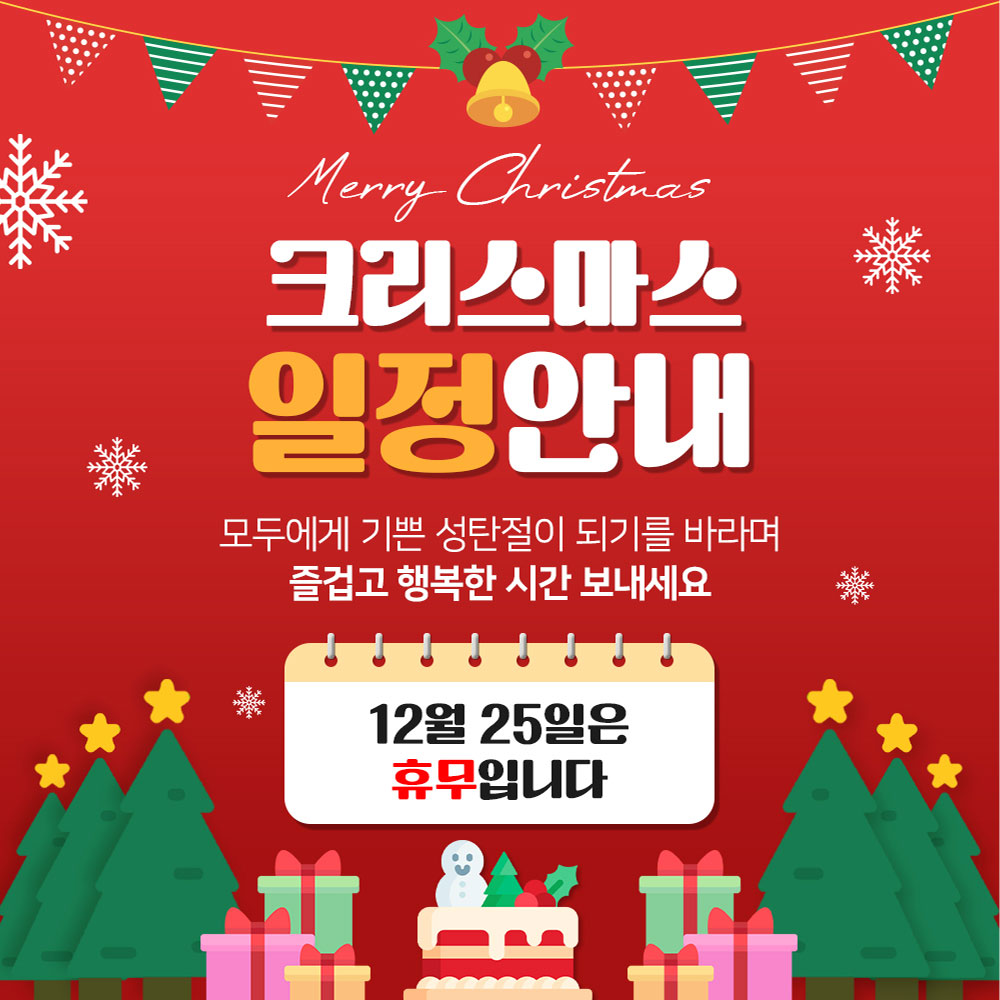 Merry Christmas
크리스마스
일정안내
모두에게 기쁜 성탄절이 되기를 바라며
즐겁고 행복한 시간 보내세요
12월 25일은
휴무입니다